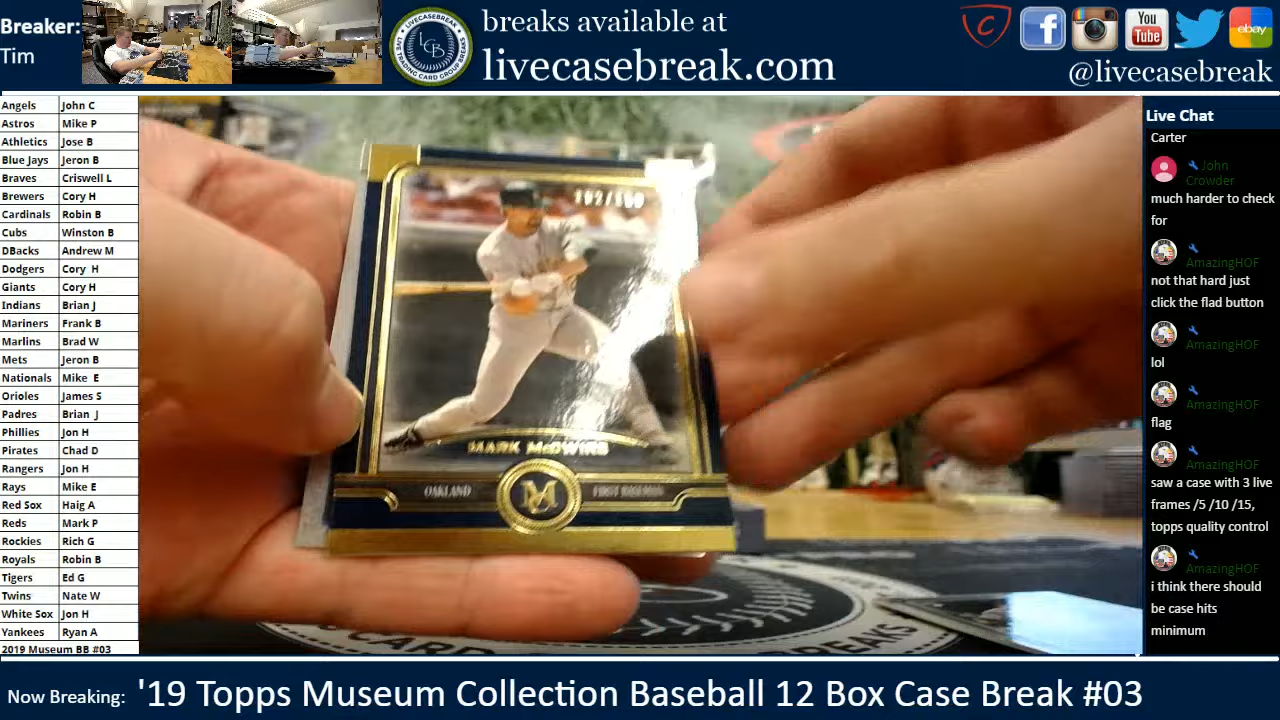 Breaker:
Tim
LCB
breaks available at
livecasebreak.com
You
Tube
ebay
@livecasebreak
Angels John C
Astros Mike P
Athletics Jose B
Blue Jays Jeron B
Braves Criswell L
Brewers Cory H
Cardinals Robin B
Cubs Winston B
DBacks Andrew M
Dodgers Cory H
Giants Cory H
Indians Brian J
Mariners Frank B
Marlins Brad W
Mets Jeron B
Nationals Mike E
Orioles James S
Padres Brian J
Phillies Jon H
Pirates Chad D
Rangers Jon H
Rays Mike E
Red Sox Haig A
Reds Mark P
Rockies Rich G
Royals Robin B
Tigers Ed G
Twins Nate W
White Sox Jon H
Yankees Ryan A
2019 Museum BB #03
MARK McGWIRE
OAKLAND
FIRST BASEMAN
Live Chat
Carter
John
Crowder
much harder to check
for
AmazingHOF
not that hard just
click the flad button
AmazingHOF
lol
AmazingHOF
flag
AmazingHOF
saw a case with 3 live
frames /5 /10 /15,
topps quality control
AmazingHOF
i think there should
be case hits
minimum
Now Breaking: '19 Topps Museum Collection Baseball 12 Box Case Break #03